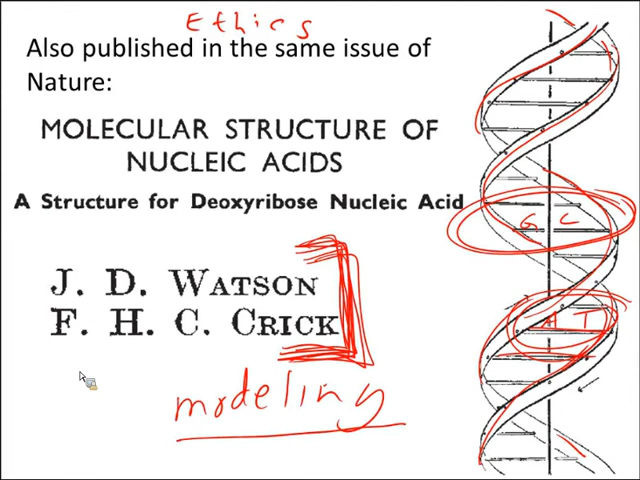 Ethics
Also published in the same issue of
Nature:
MOLECULAR STRUCTURE OF
NUCLEIC ACIDS
A Structure for Deoxyribose Nucleic Acid
G C
J. D. WATSON
F. H. C. CRICK
A T
modeling